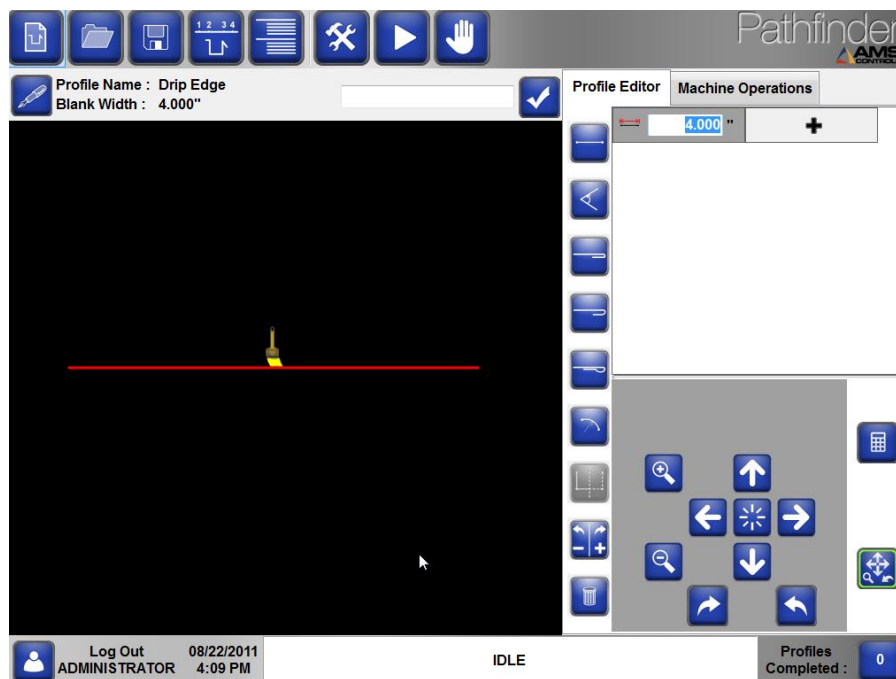 1 2 3 4
Pathfinder
AMS
CONTROLS
Profile Name : Drip Edge
Blank Width : 4.000"
Profile Editor
Machine Operations
4.000 "
Log Out
ADMINISTRATOR
08/22/2011
4:09 PM
IDLE
Profiles
Completed :
0